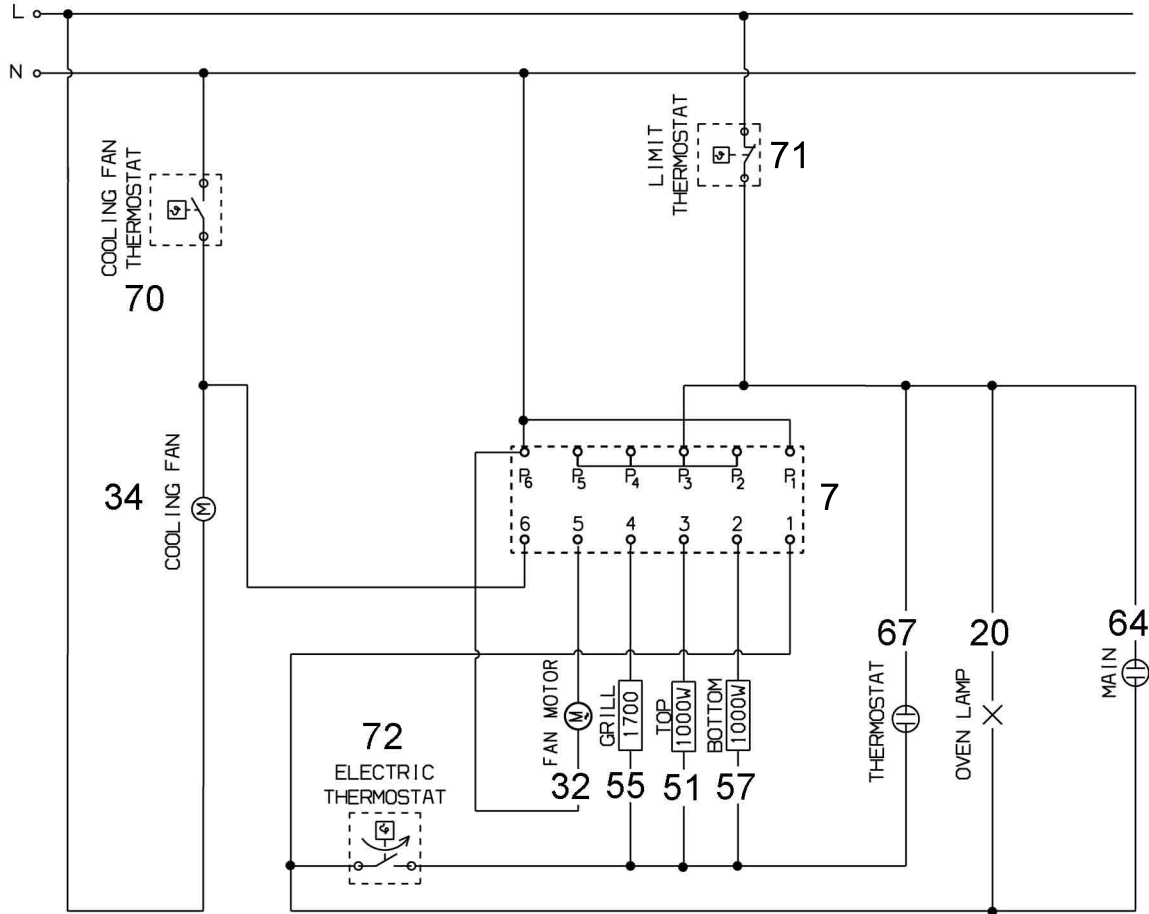 L
N
COOLING FAN
THERMOSTAT
70
LIMIT
THERMOSTAT
71
COOLING FAN
34
P6 P5 P4 P3 P2 P1
6 5 4 3 2 1
7
FAN MOTOR
M
32
GRILL
1700
55
TOP
1000W
51
BOTTOM
1000W
57
67
THERMOSTAT
20
OVEN LAMP
64
MAIN
72
ELECTRIC
THERMOSTAT
M